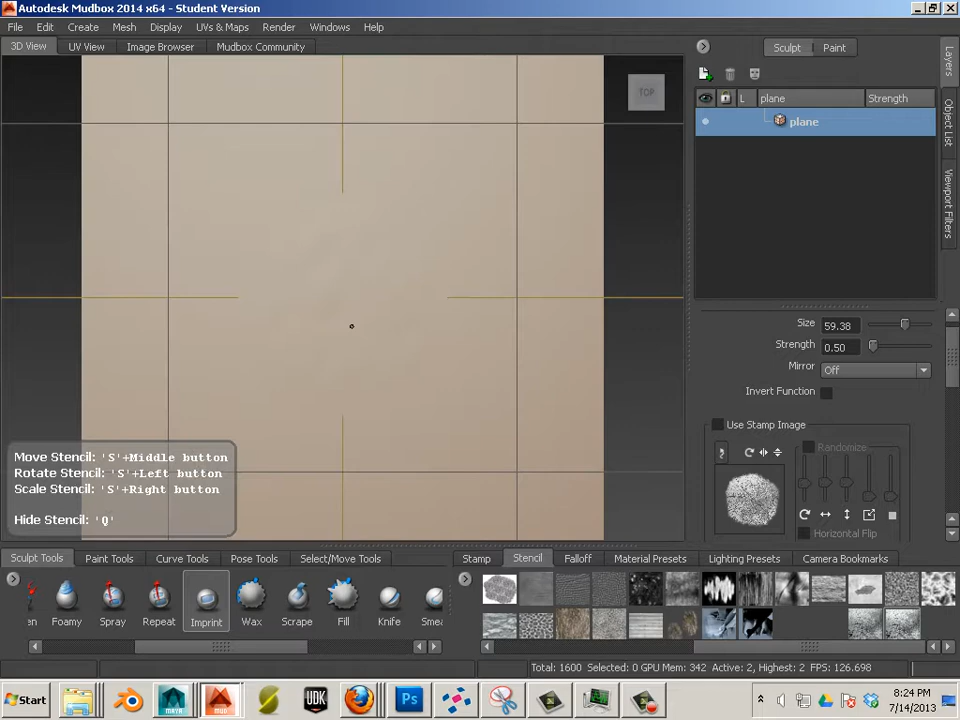 Autodesk Mudbox 2014 x64 - Student Version
File Edit Create Mesh Display UVs & Maps Render Windows Help
3D View UV View Image Browser Mudbox Community
Sculpt Paint
L plane Strength
plane
TOP
Layers
Object List
Viewport Filters
Size 59.38
Strength 0.50
Mirror Off
Invert Function
Use Stamp Image
Randomize
Horizontal Flip
Move Stencil: 'S'+Middle button
Rotate Stencil: 'S'+Left button
Scale Stencil: 'S'+Right button
Hide Stencil: 'Q'
Sculpt Tools Paint Tools Curve Tools Pose Tools Select/Move Tools
Stamp Stencil Falloff Material Presets Lighting Presets Camera Bookmarks
en Foamy Spray Repeat Imprint Wax Scrape Fill Knife Smea
Total: 1600 Selected: 0 GPU Mem: 342 Active: 2, Highest: 2 FPS: 126.698
Start
MAYA
MUD
UDK
Ps
8:24 PM
7/14/2013